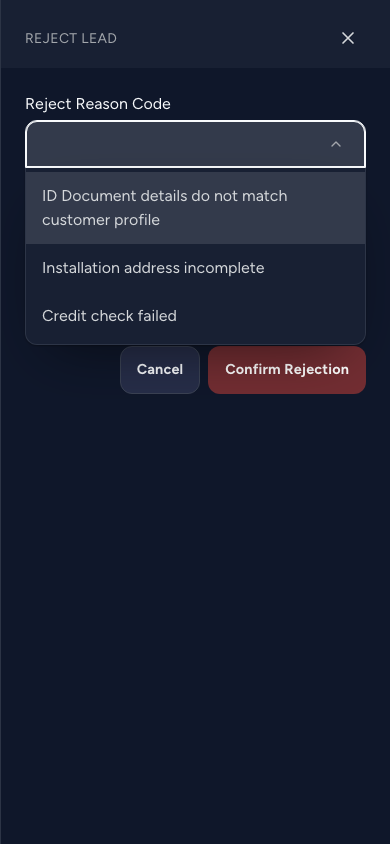 REJECT LEAD
Reject Reason Code
ID Document details do not match
customer profile
Installation address incomplete
Credit check failed
Cancel
Confirm Rejection